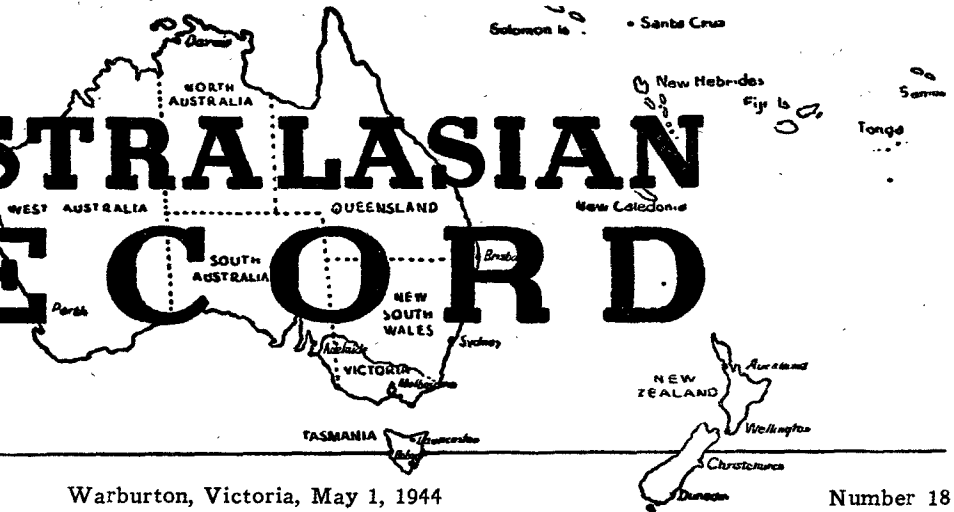 Solomon Is.
Santa Cruz
Darwin
New Hebrides
NORTH
AUSTRALIA
Fiji Is
Samoa
STRALASIAN
Tonga
WEST AUSTRALIA
QUEENSLAND
New Caledonia
ECORD
SOUTH
AUSTRALIA
Perth
NEW
SOUTH
WALES
Sydney
Adelaide
VICTORIA
Melbourne
NEW
ZEALAND
Auckland
TASMANIA
Launceston
Wellington
Christchurch
Dunedin
Warburton, Victoria, May 1, 1944
Number 18